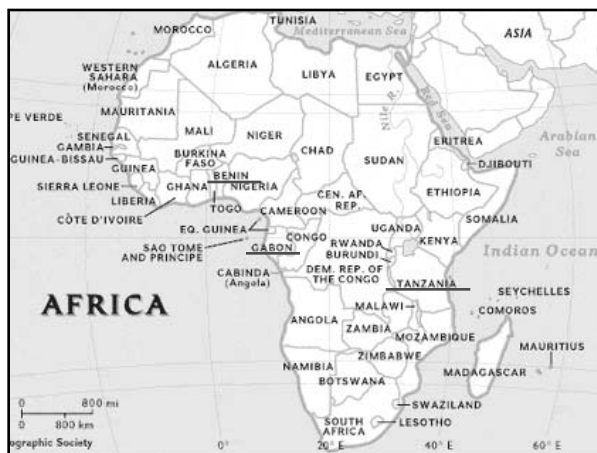 TUNISIA
MOROCCO
Mediterranean Sea
ASIA
ALGERIA
LIBYA
EGYPT
WESTERN
SAHARA
(Morocco)
Nile R.
Red Sea
MAURITANIA
PE VERDE
MALI
NIGER
CHAD
SUDAN
ERITREA
Arabian
Sea
SENEGAL
GAMBIA
GUINEA-BISSAU
GUINEA
BURKINA
FASO
BENIN
NIGERIA
DJIBOUTI
ETHIOPIA
SIERRA LEONE
LIBERIA
GHANA
CÔTE D'IVOIRE
TOGO
CEN. AF.
REP.
CAMEROON
SOMALIA
EQ. GUINEA
CONGO
UGANDA
KENYA
SAO TOME
AND PRINCIPE
GABON
RWANDA
BURUNDI
Indian Ocean
DEM. REP. OF
THE CONGO
CABINDA
(Angola)
TANZANIA
SEYCHELLES
AFRICA
MALAWI
COMOROS
ANGOLA
ZAMBIA
MOZAMBIQUE
MAURITIUS
ZIMBABWE
MADAGASCAR
NAMIBIA
BOTSWANA
SWAZILAND
LESOTHO
SOUTH
AFRICA
0 800 mi
0 800 km
ographic Society
0°
20° E
40° E
60° E